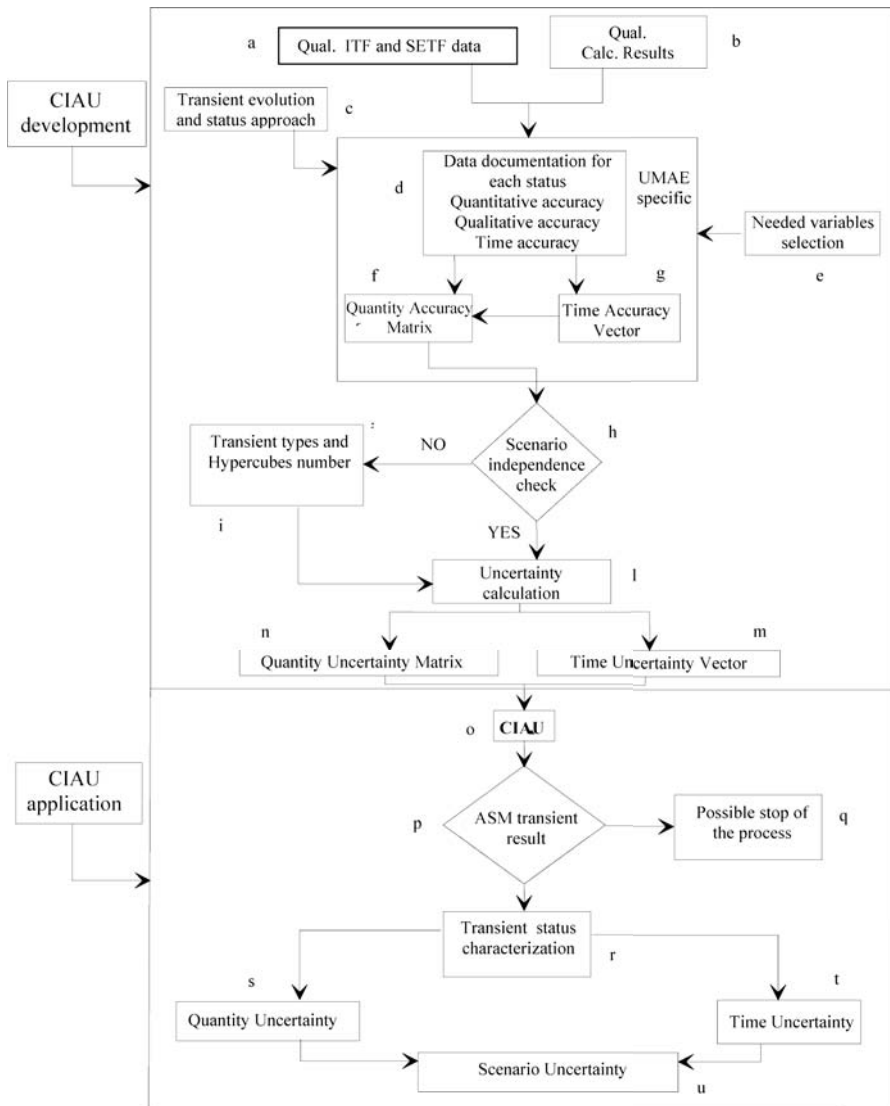 a
Qual. ITF and SETF data
b
Qual.
Calc. Results
CIAU
development
Transient evolution
and status approach
c
d
Data documentation for
each status
Quantitative accuracy
Qualitative accuracy
Time accuracy
UMAE
specific
Needed variables
selection
e
f
Quantity Accuracy
Matrix
g
Time Accuracy
Vector
Transient types and
Hypercubes number
i
NO
Scenario
independence
check
h
YES
Uncertainty
calculation
l
n
Quantity Uncertainty Matrix
m
Time Uncertainty Vector
o
CIAU
CIAU
application
p
ASM transient
result
Possible stop of
the process
q
Transient status
characterization
r
s
Quantity Uncertainty
t
Time Uncertainty
Scenario Uncertainty
u